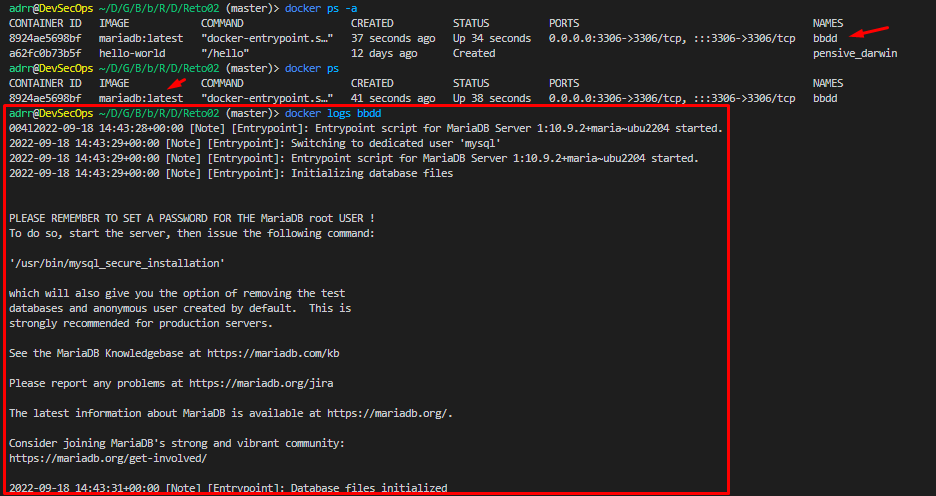 adrr@DevSecOps ~/D/G/B/b/R/D/Reto02 (master)> docker ps -a
CONTAINER ID   IMAGE            COMMAND                  CREATED          STATUS          PORTS                                       NAMES
8924ae5698bf   mariadb:latest   "docker-entrypoint.s…"   37 seconds ago   Up 34 seconds   0.0.0.0:3306->3306/tcp, :::3306->3306/tcp   bbdd
a62fc0b73b5f   hello-world      "/hello"                 12 days ago      Created                                                     pensive_darwin
adrr@DevSecOps ~/D/G/B/b/R/D/Reto02 (master)> docker ps
CONTAINER ID   IMAGE            COMMAND                  CREATED          STATUS          PORTS                                       NAMES
8924ae5698bf   mariadb:latest   "docker-entrypoint.s…"   41 seconds ago   Up 38 seconds   0.0.0.0:3306->3306/tcp, :::3306->3306/tcp   bbdd
adrr@DevSecOps ~/D/G/B/b/R/D/Reto02 (master)> docker logs bbdd
004l2022-09-18 14:43:28+00:00 [Note] [Entrypoint]: Entrypoint script for MariaDB Server 1:10.9.2+maria~ubu2204 started.
2022-09-18 14:43:29+00:00 [Note] [Entrypoint]: Switching to dedicated user 'mysql'
2022-09-18 14:43:29+00:00 [Note] [Entrypoint]: Entrypoint script for MariaDB Server 1:10.9.2+maria~ubu2204 started.
2022-09-18 14:43:29+00:00 [Note] [Entrypoint]: Initializing database files
PLEASE REMEMBER TO SET A PASSWORD FOR THE MariaDB root USER !
To do so, start the server, then issue the following command:
'/usr/bin/mysql_secure_installation'
which will also give you the option of removing the test
databases and anonymous user created by default.  This is
strongly recommended for production servers.
See the MariaDB Knowledgebase at https://mariadb.com/kb
Please report any problems at https://mariadb.org/jira
The latest information about MariaDB is available at https://mariadb.org/.
Consider joining MariaDB's strong and vibrant community:
https://mariadb.org/get-involved/
2022-09-18 14:43:31+00:00 [Note] [Entrypoint]: Database files initialized